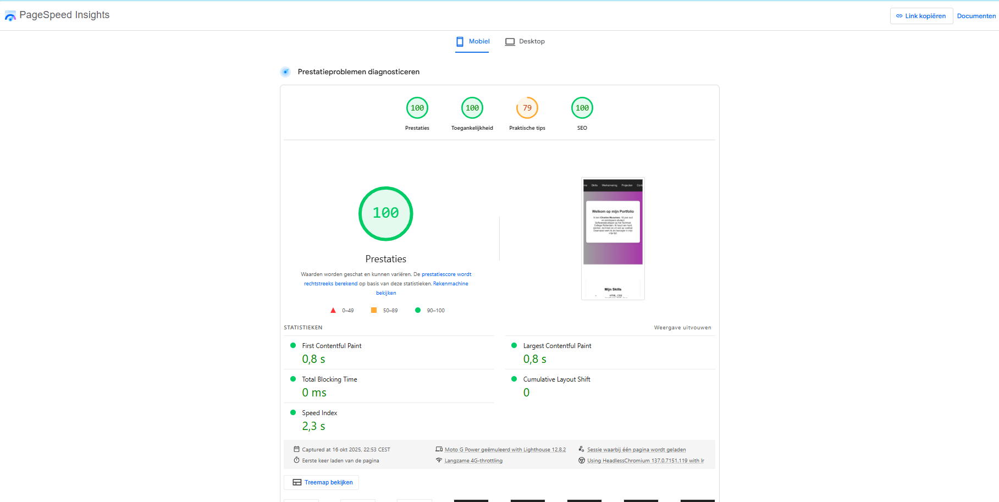 PageSpeed Insights
Link kopiëren
Documenten
Mobiel
Desktop
Prestatieproblemen diagnosticeren
100
100
79
100
Prestaties
Toegankelijkheid
Praktische tips
SEO
100
Prestaties
Waarden worden geschat en kunnen variëren. De prestatiescore wordt
rechtstreeks berekend op basis van deze statistieken. Rekenmachine
bekijken
0–49
50–89
90–100
Skills Werkervaring Projecten
Welkom op mijn Portfolio
Mijn Skills
HTML, CSS
STATISTIEKEN
Weergave uitvouwen
First Contentful Paint
0,8 s
Largest Contentful Paint
0,8 s
Total Blocking Time
0 ms
Cumulative Layout Shift
0
Speed Index
2,3 s
Captured at 16 okt 2025, 22:53 CEST
Moto G Power geëmuleerd with Lighthouse 12.8.2
Sessie waarbij één pagina wordt geladen
Eerste keer laden van de pagina
Langzame 4G-throttling
Using HeadlessChromium 137.0.7151.119 with lr
Treemap bekijken